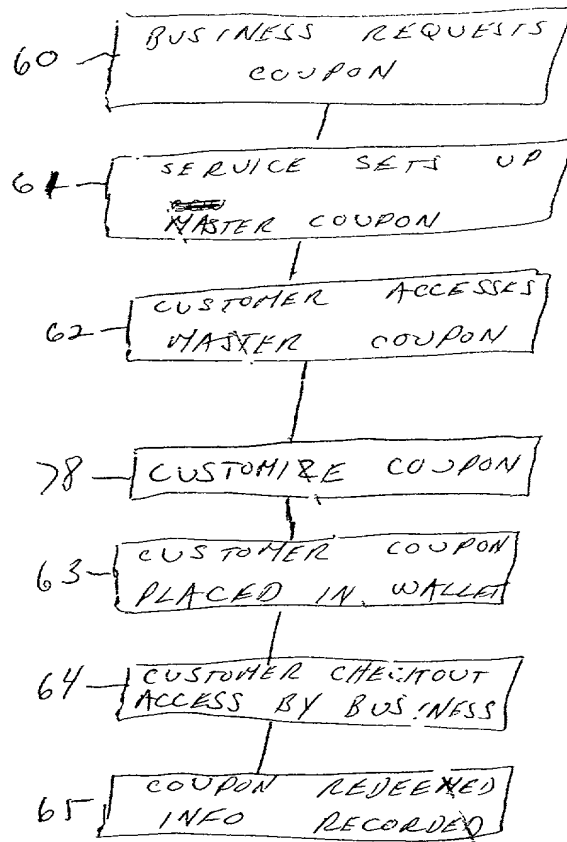 60 BUSINESS REQUESTS
COUPON
61 SERVICE SETS UP
MASTER COUPON
62 CUSTOMER ACCESSES
MASTER COUPON
78 CUSTOMIZE COUPON
63 CUSTOMER COUPON
PLACED IN WALLET
64 CUSTOMER CHECKOUT
ACCESS BY BUSINESS
65 COUPON REDEEMED
INFO RECORDED